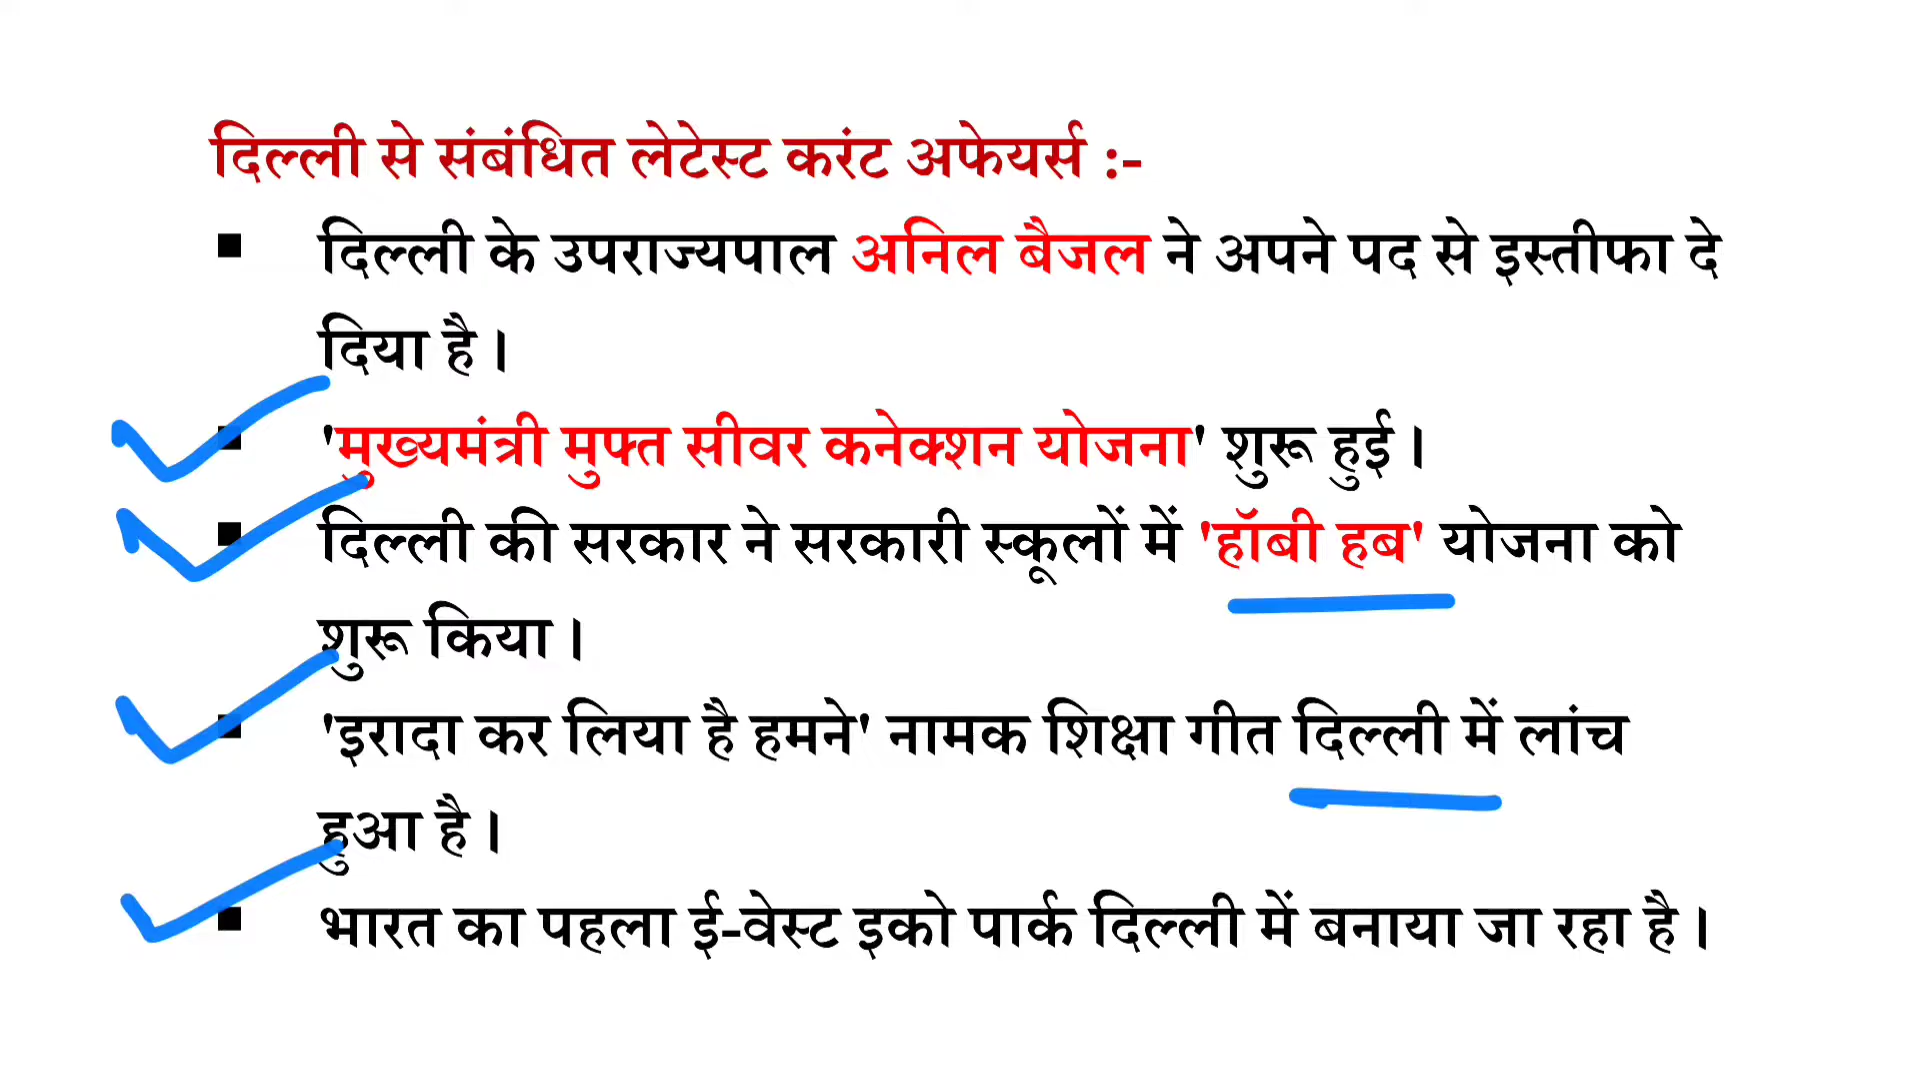 दिल्ली से संबंधित लेटेस्ट करंट अफेयर्स :-
▪ दिल्ली के उपराज्यपाल अनिल बैजल ने अपने पद से इस्तीफा दे
दिया है।
▪ 'मुख्यमंत्री मुफ्त सीवर कनेक्शन योजना' शुरू हुई।
▪ दिल्ली की सरकार ने सरकारी स्कूलों में 'हॉबी हब' योजना को
शुरू किया।
▪ 'इरादा कर लिया है हमने' नामक शिक्षा गीत दिल्ली में लांच
हुआ है।
▪ भारत का पहला ई-वेस्ट इको पार्क दिल्ली में बनाया जा रहा है।